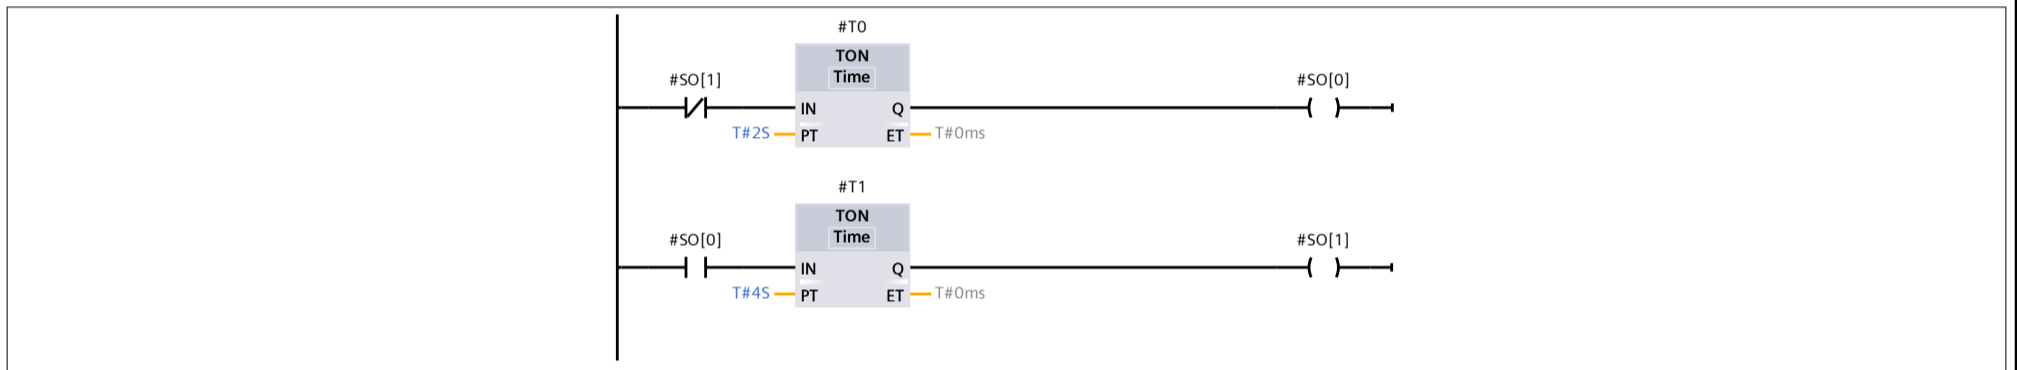 #T0
TON
Time
#SO[1]
#SO[0]
IN Q
T#2S PT ET T#0ms
#T1
TON
Time
#SO[0]
#SO[1]
IN Q
T#4S PT ET T#0ms